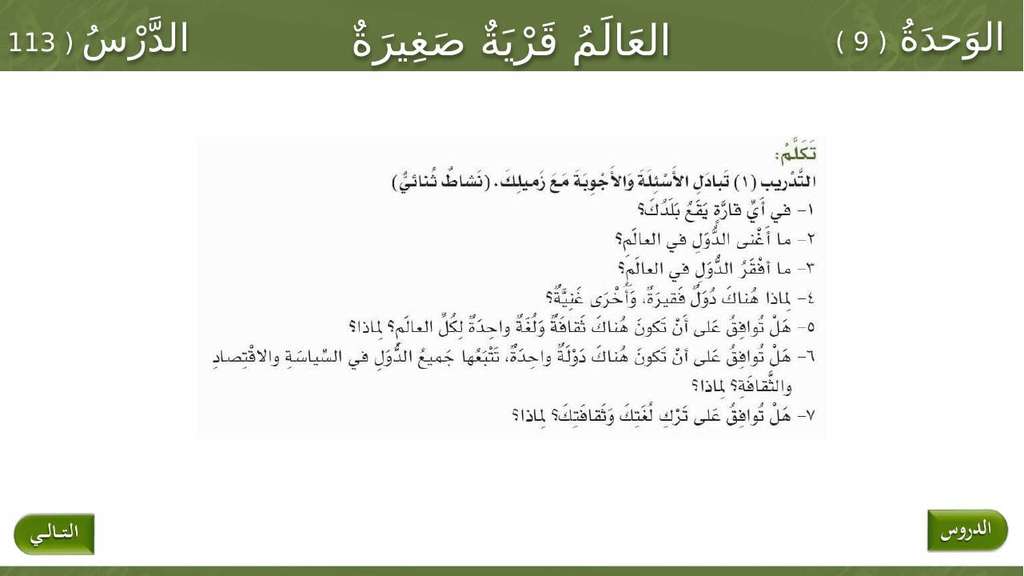 الوَحدَةُ ( 9 )
العَالَمُ قَرْيَةٌ صَغِيرَةٌ
الدَّرْسُ ( 113
تَكَلَّمْ:
التَّدْريب (١) تَبادَلِ الأَسْئِلَةَ وَالأَجْوِبَةَ مَعَ زَميلِكَ. (نَشاطٌ ثُنائيٌّ)
١- في أَيِّ قارَّةٍ يَقَعُ بَلَدُكَ؟
٢- ما أَغْنى الدُّوَلِ في العالَمِ؟
٣- ما أَفْقَرُ الدُّوَلِ في العالَمِ؟
٤- لِماذا هُناكَ دُوَلٌ فَقيرَةٌ، وَأُخْرَى غَنِيَّةٌ؟
٥- هَلْ تُوافِقُ عَلى أَنْ تَكونَ هُناكَ ثَقافَةٌ وَلُغَةٌ واحِدَةٌ لِكُلِّ العالَمِ؟ لِماذا؟
٦- هَلْ تُوافِقُ عَلى أَنْ تَكونَ هُناكَ دَوْلَةٌ واحِدَةٌ، تَتْبَعُها جَميعُ الدُّوَلِ في السِّياسَةِ والاقْتِصادِ
والثَّقافَةِ؟ لِماذا؟
٧- هَلْ تُوافِقُ عَلى تَرْكِ لُغَتِكَ وَثَقافَتِكَ؟ لِماذا؟
الدروس
التـالـي